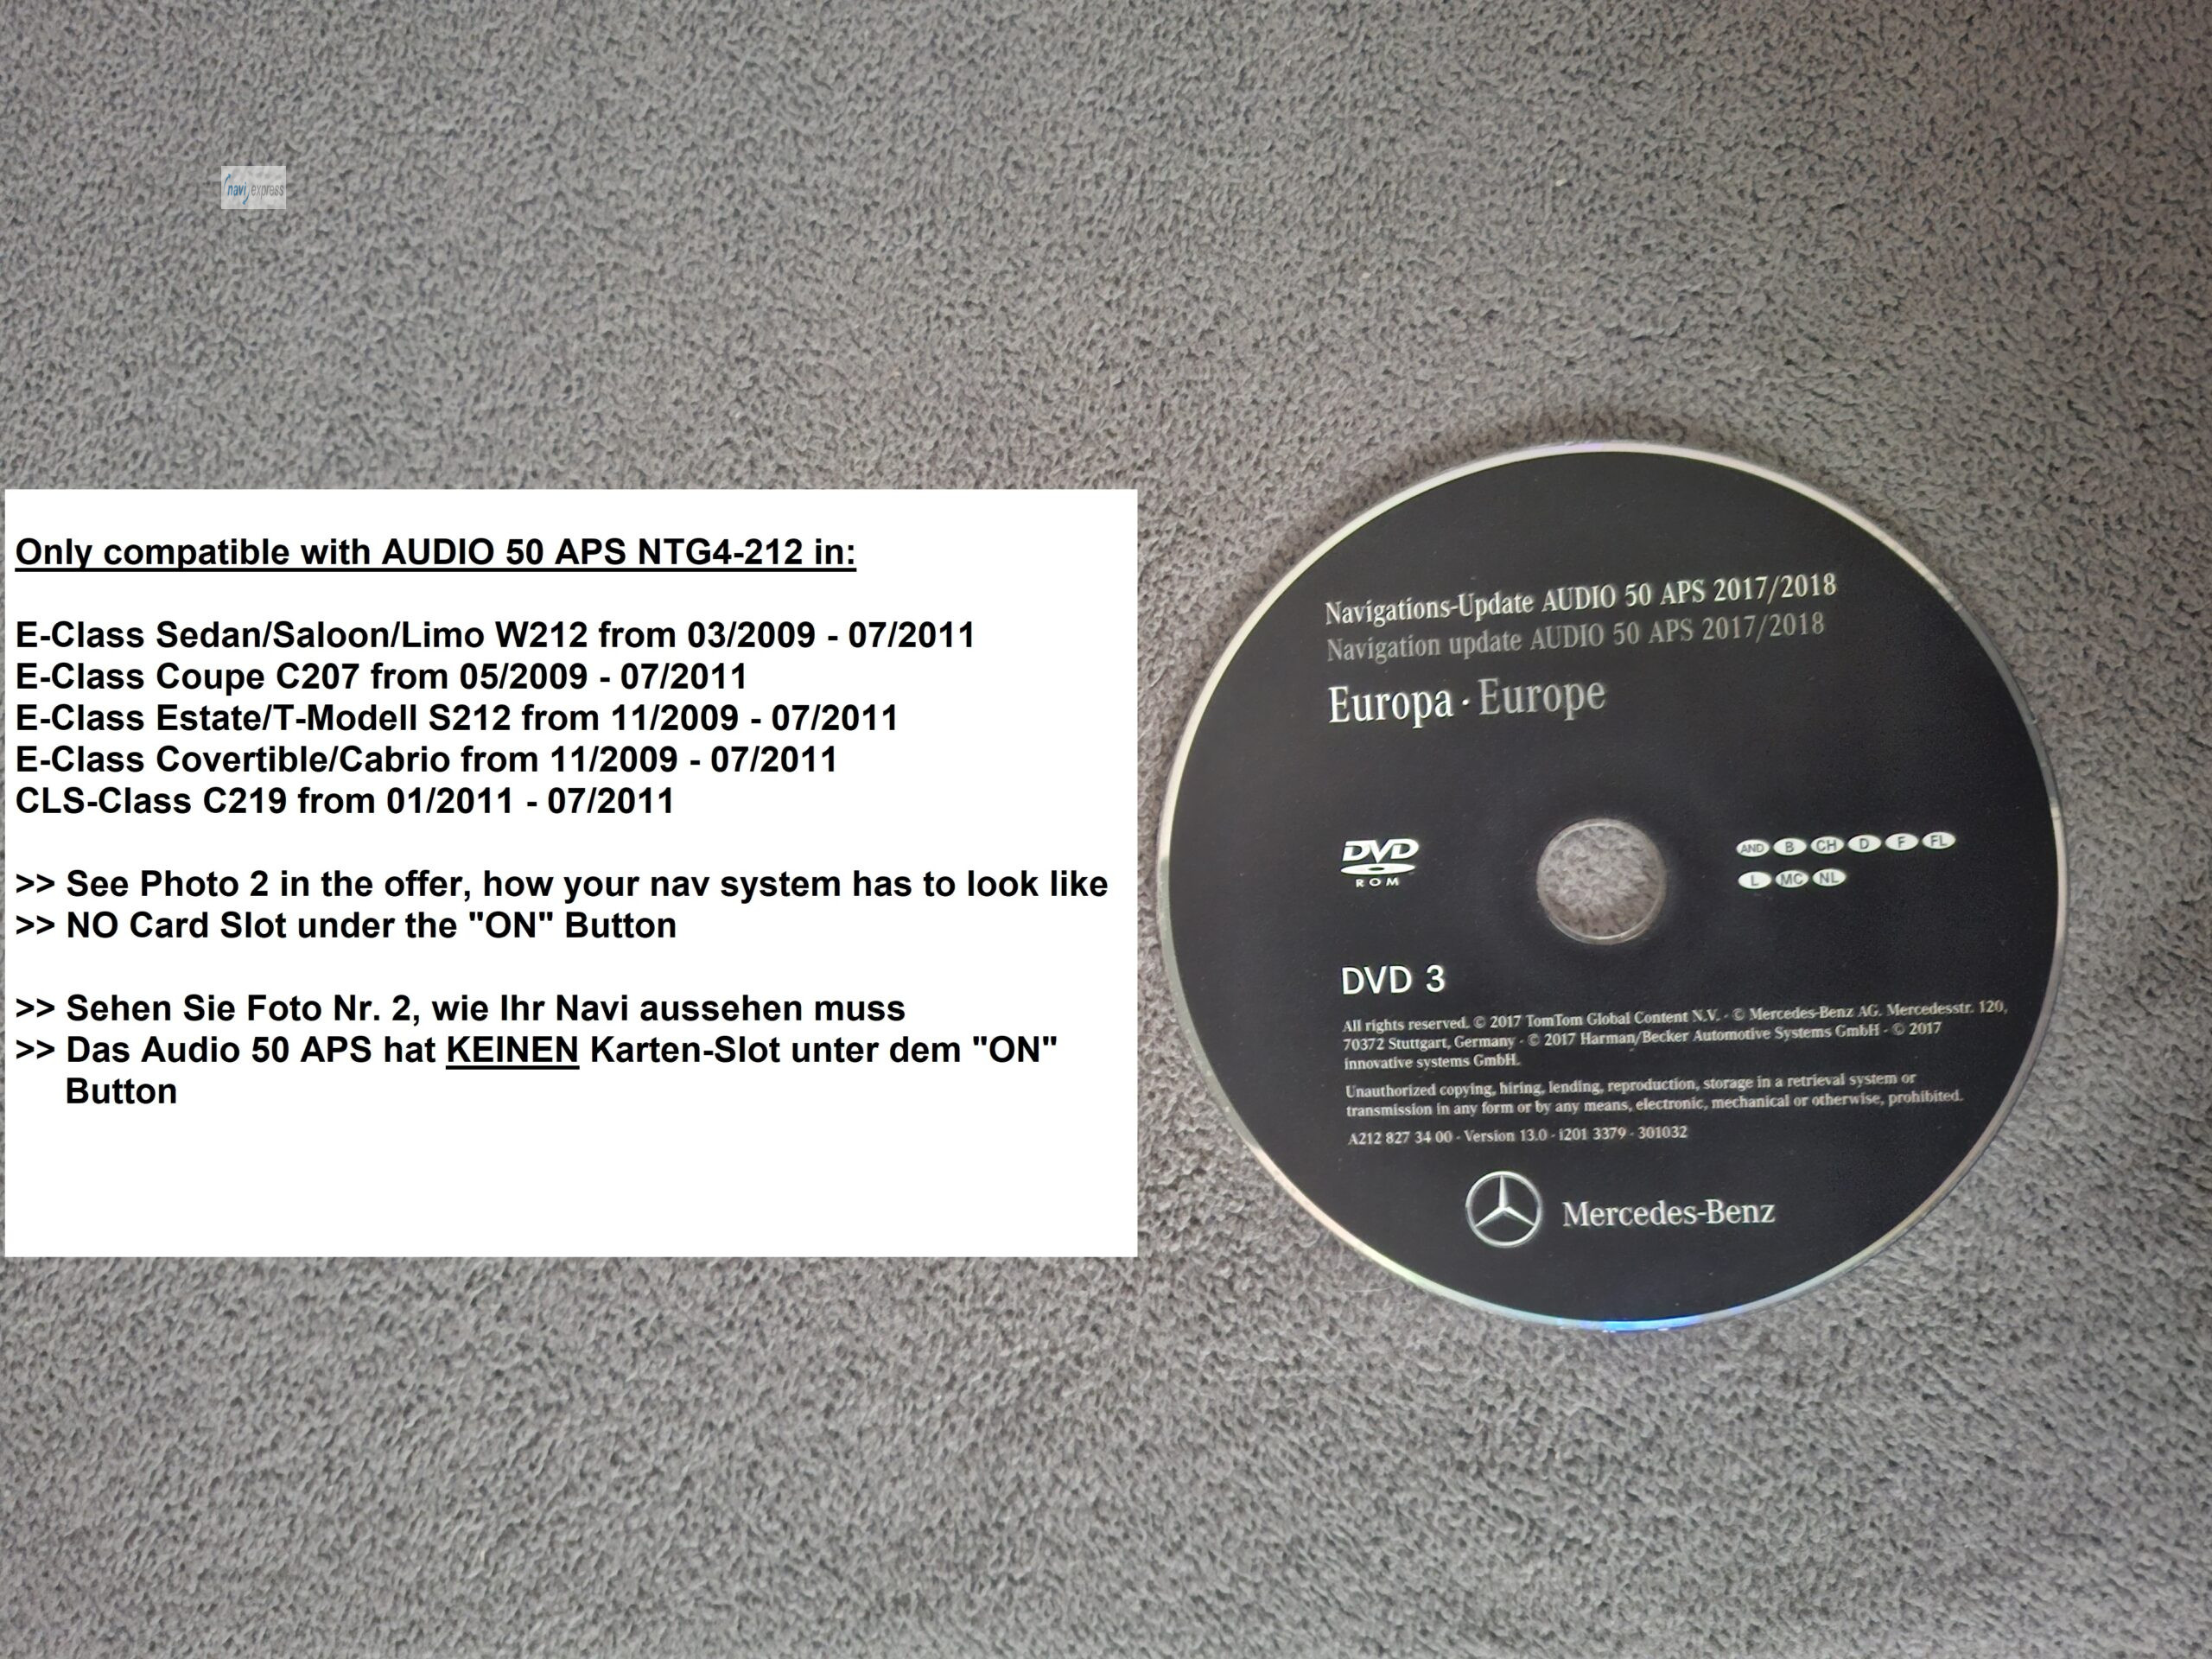 navi express
Only compatible with AUDIO 50 APS NTG4-212 in:
E-Class Sedan/Saloon/Limo W212 from 03/2009 - 07/2011
E-Class Coupe C207 from 05/2009 - 07/2011
E-Class Estate/T-Modell S212 from 11/2009 - 07/2011
E-Class Covertible/Cabrio from 11/2009 - 07/2011
CLS-Class C219 from 01/2011 - 07/2011
>> See Photo 2 in the offer, how your nav system has to look like
>> NO Card Slot under the "ON" Button
>> Sehen Sie Foto Nr. 2, wie Ihr Navi aussehen muss
>> Das Audio 50 APS hat KEINEN Karten-Slot unter dem "ON"
Button
Navigations-Update AUDIO 50 APS 2017/2018
Navigation update AUDIO 50 APS 2017/2018
Europa · Europe
DVD
ROM
AND B CH D F FL
L MC NL
DVD 3
All rights reserved. © 2017 TomTom Global Content N.V. - © Mercedes-Benz AG. Mercedesstr. 120,
70372 Stuttgart, Germany - © 2017 Harman/Becker Automotive Systems GmbH - © 2017
innovative systems GmbH.
Unauthorized copying, hiring, lending, reproduction, storage in a retrieval system or
transmission in any form or by any means, electronic, mechanical or otherwise, prohibited.
A212 827 34 00 - Version 13.0 - i201 3379 - 301032
Mercedes-Benz